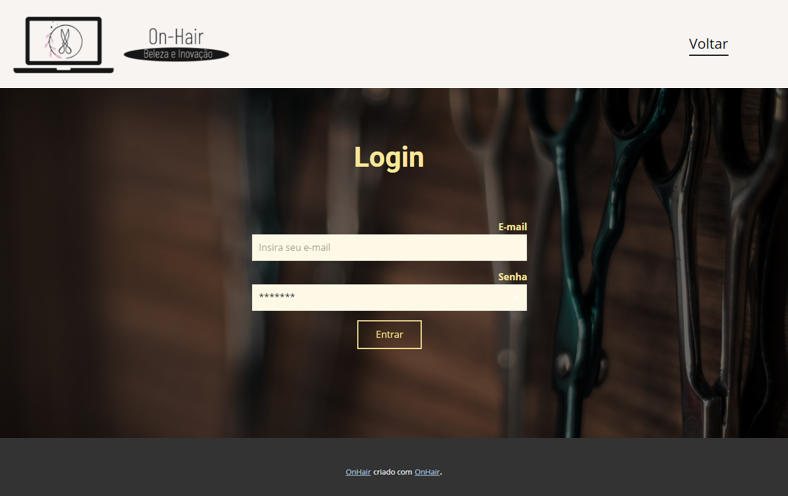 On-Hair
Beleza e Inovação
Voltar
Login
E-mail
Insira seu e-mail
Senha
*******
Entrar
OnHair criado com OnHair.